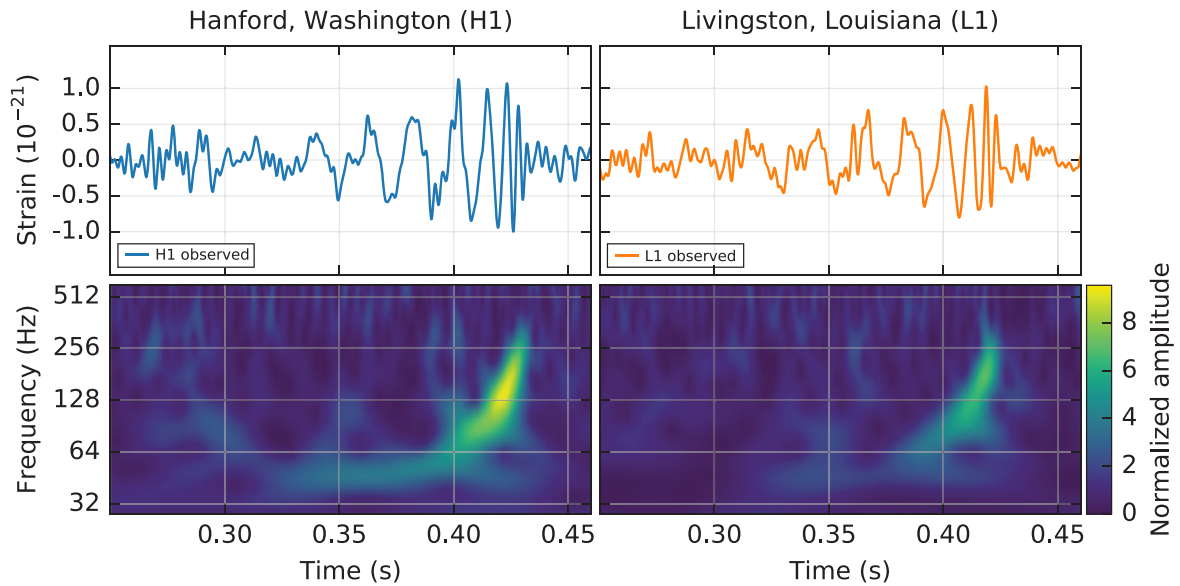 Hanford, Washington (H1)
Livingston, Louisiana (L1)
Strain (10⁻²¹)
1.0
0.5
0.0
−0.5
−1.0
H1 observed
L1 observed
Frequency (Hz)
512
256
128
64
32
0.30
0.35
0.40
0.45
Time (s)
0.30
0.35
0.40
0.45
Time (s)
8
6
4
2
0
Normalized amplitude